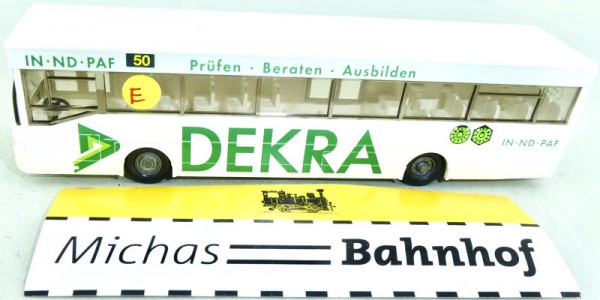 IN·ND·PAF 50 Prüfen · Beraten · Ausbilden
E
DEKRA
IN·ND·PAF
Michas Bahnhof